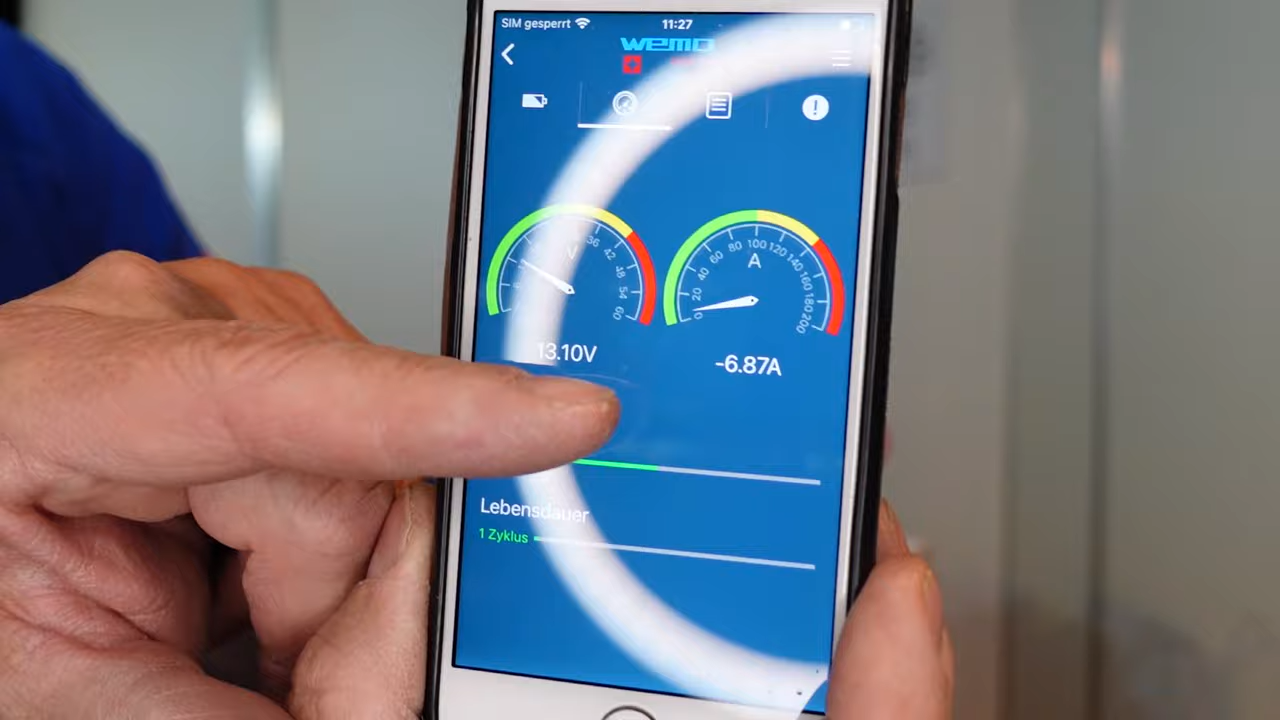 SIM gesperrt 11:27
wemo
V
36
42
48
54
60
A
0
20
40
60
80
100
120
140
160
180
200
13.10V
-6.87A
Lebensdauer
1 Zyklus